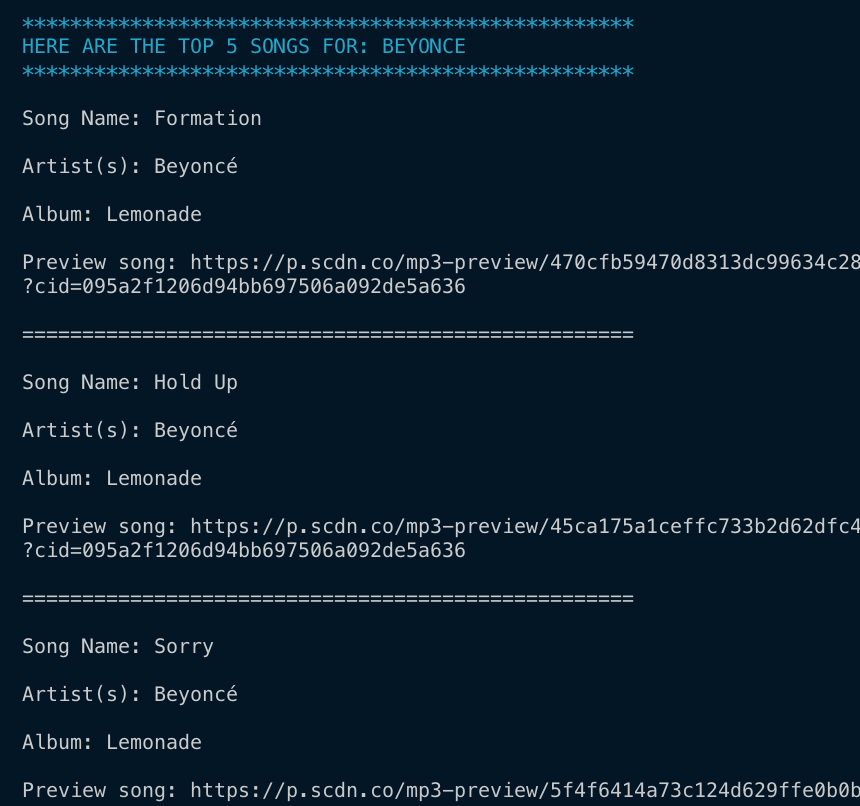 ***************************************************
HERE ARE THE TOP 5 SONGS FOR: BEYONCE
***************************************************
Song Name: Formation
Artist(s): Beyoncé
Album: Lemonade
Preview song: https://p.scdn.co/mp3-preview/470cfb59470d8313dc99634c28
?cid=095a2f1206d94bb697506a092de5a636
===================================================
Song Name: Hold Up
Artist(s): Beyoncé
Album: Lemonade
Preview song: https://p.scdn.co/mp3-preview/45ca175a1ceffc733b2d62dfc4
?cid=095a2f1206d94bb697506a092de5a636
===================================================
Song Name: Sorry
Artist(s): Beyoncé
Album: Lemonade
Preview song: https://p.scdn.co/mp3-preview/5f4f6414a73c124d629ffe0b0b